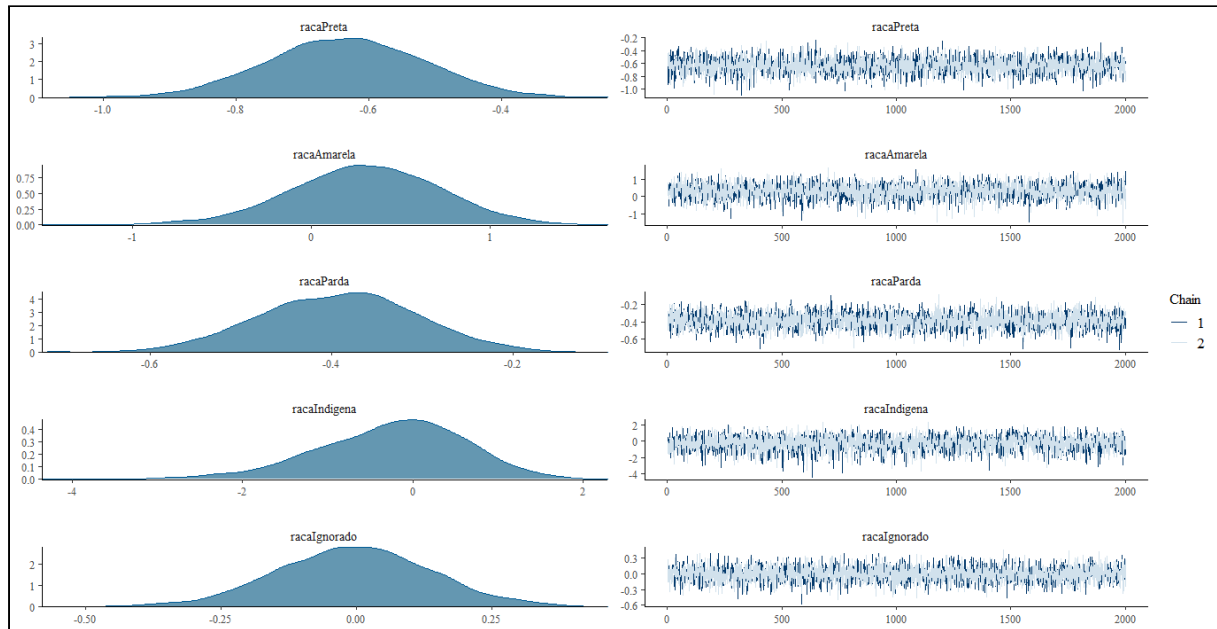 racaPreta
3
2
1
0
-1.0 -0.8 -0.6 -0.4
racaPreta
-0.2
-0.4
-0.6
-0.8
-1.0
0 500 1000 1500 2000
racaAmarela
0.75
0.50
0.25
0.00
-1 0 1
racaAmarela
1
0
-1
0 500 1000 1500 2000
racaParda
4
3
2
1
0
-0.6 -0.4 -0.2
racaParda
-0.2
-0.4
-0.6
0 500 1000 1500 2000
Chain
1
2
racaIndigena
0.4
0.3
0.2
0.1
0.0
-4 -2 0 2
racaIndigena
2
0
-2
-4
0 500 1000 1500 2000
racaIgnorado
2
1
0
-0.50 -0.25 0.00 0.25
racaIgnorado
0.3
0.0
-0.3
-0.6
0 500 1000 1500 2000